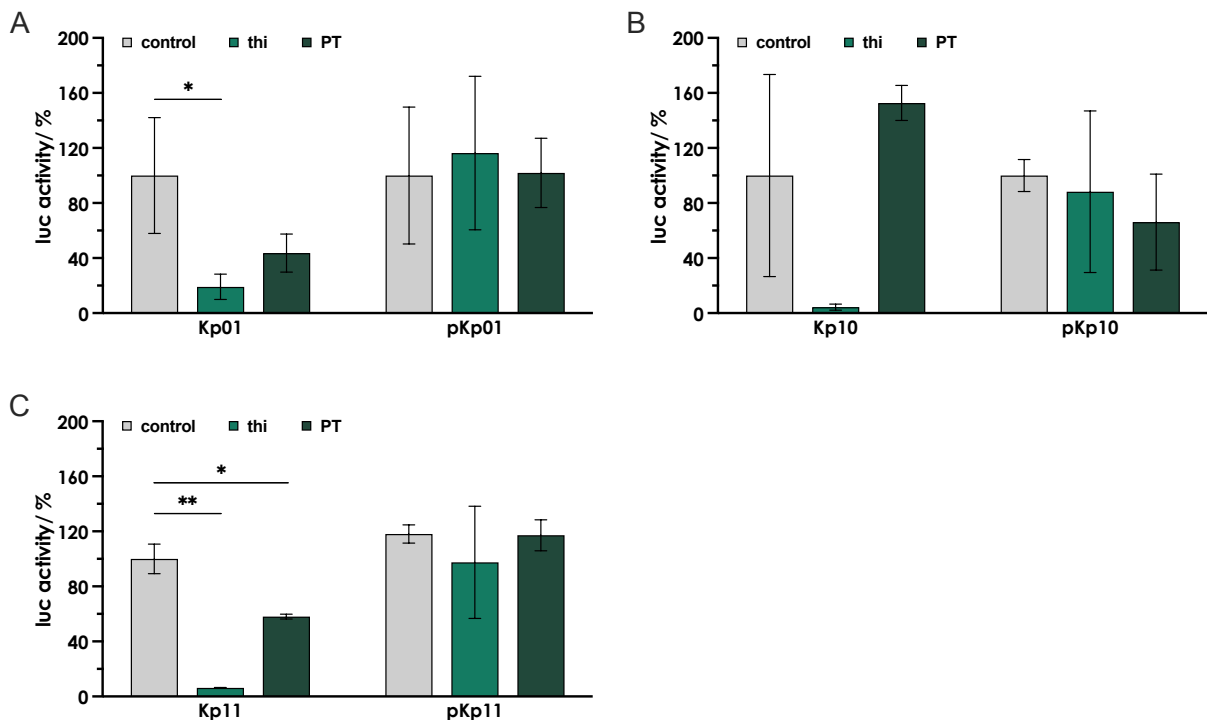 A
200
160
120
80
40
0
luc activity/ %
control thi PT
*
Kp01 pKp01
B
200
160
120
80
40
0
luc activity/ %
control thi PT
Kp10 pKp10
C
200
160
120
80
40
0
luc activity/ %
control thi PT
*
**
Kp11 pKp11